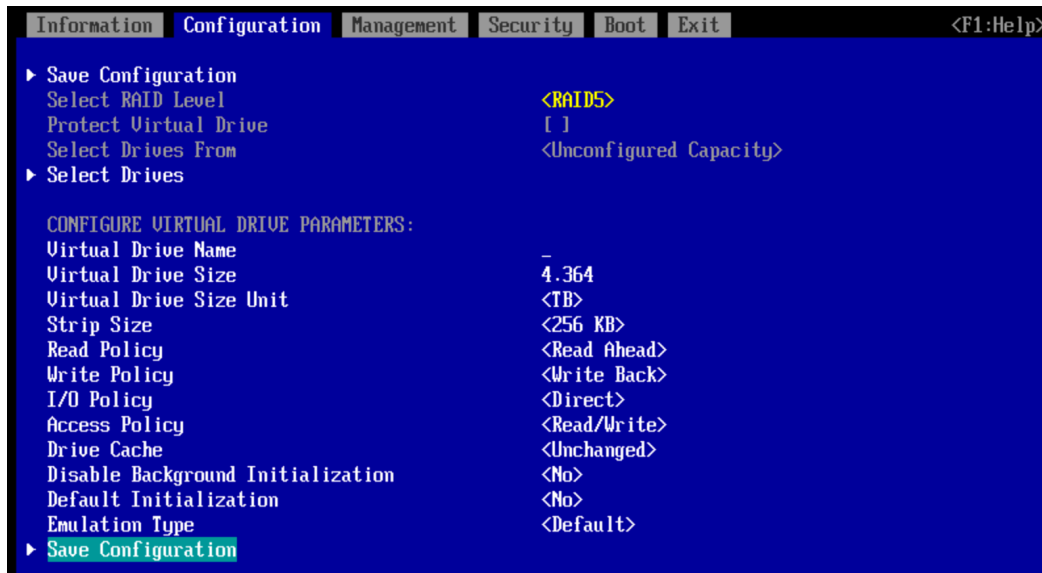 Information Configuration Management Security Boot Exit <F1:Help>
Save Configuration
Select RAID Level <RAID5>
Protect Virtual Drive [ ]
Select Drives From <Unconfigured Capacity>
Select Drives
CONFIGURE VIRTUAL DRIVE PARAMETERS:
Virtual Drive Name _
Virtual Drive Size 4.364
Virtual Drive Size Unit <TB>
Strip Size <256 KB>
Read Policy <Read Ahead>
Write Policy <Write Back>
I/O Policy <Direct>
Access Policy <Read/Write>
Drive Cache <Unchanged>
Disable Background Initialization <No>
Default Initialization <No>
Emulation Type <Default>
Save Configuration